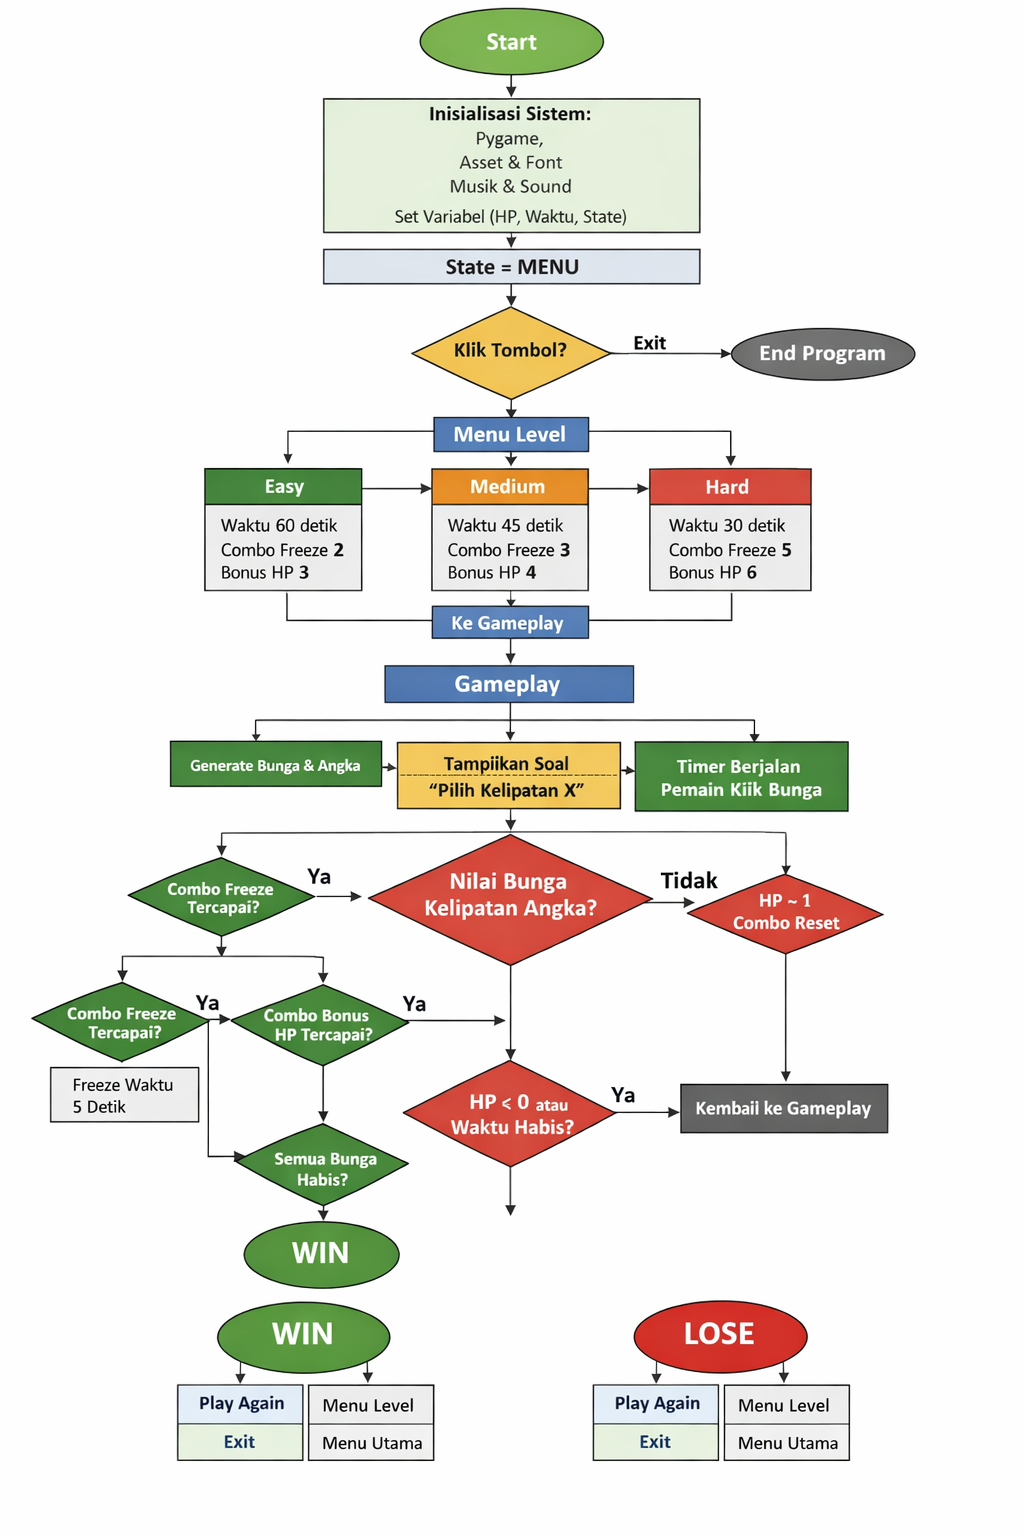 Start
Inisialisasi Sistem:
Pygame,
Asset & Font
Musik & Sound
Set Variabel (HP, Waktu, State)
State = MENU
Klik Tombol?
Exit
End Program
Menu Level
Easy
Waktu 60 detik
Combo Freeze 2
Bonus HP 3
Medium
Waktu 45 detik
Combo Freeze 3
Bonus HP 4
Hard
Waktu 30 detik
Combo Freeze 5
Bonus HP 6
Ke Gameplay
Gameplay
Generate Bunga & Angka
Tampiikan Soal
“Pilih Kelipatan X”
Timer Berjalan
Pemain Kiik Bunga
Combo Freeze
Tercapai?
Ya
Nilai Bunga
Kelipatan Angka?
Tidak
HP ~ 1
Combo Reset
Combo Freeze
Tercapai?
Ya
Combo Bonus
HP Tercapai?
Ya
Freeze Waktu
5 Detik
HP < 0 atau
Waktu Habis?
Ya
Kembaii ke Gameplay
Semua Bunga
Habis?
WIN
WIN
Play Again
Exit
Menu Level
Menu Utama
LOSE
Play Again
Exit
Menu Level
Menu Utama